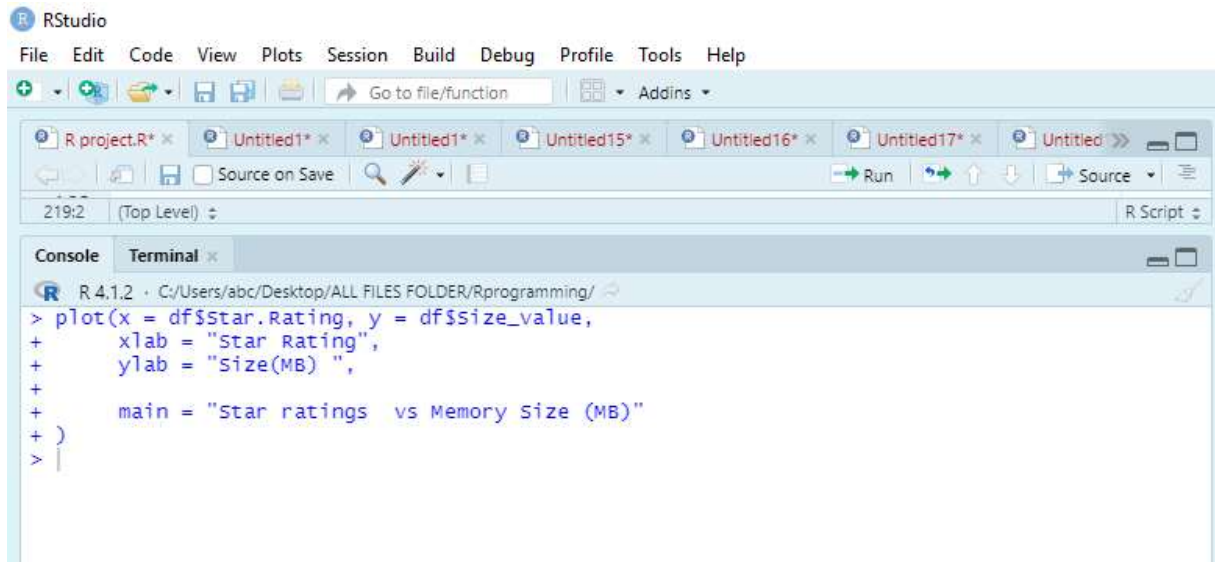 RStudio
File Edit Code View Plots Session Build Debug Profile Tools Help
Go to file/function Addins
R project.R* Untitled1* Untitled1* Untitled15* Untitled16* Untitled17* Untitled
Source on Save Run Source
219:2 (Top Level) R Script
Console Terminal
R 4.1.2 · C:/Users/abc/Desktop/ALL FILES FOLDER/Rprogramming/
> plot(x = df$Star.Rating, y = df$Size_value,
+ xlab = "Star Rating",
+ ylab = "Size(MB) ",
+
+ main = "Star ratings  vs Memory Size (MB)"
+ )
>